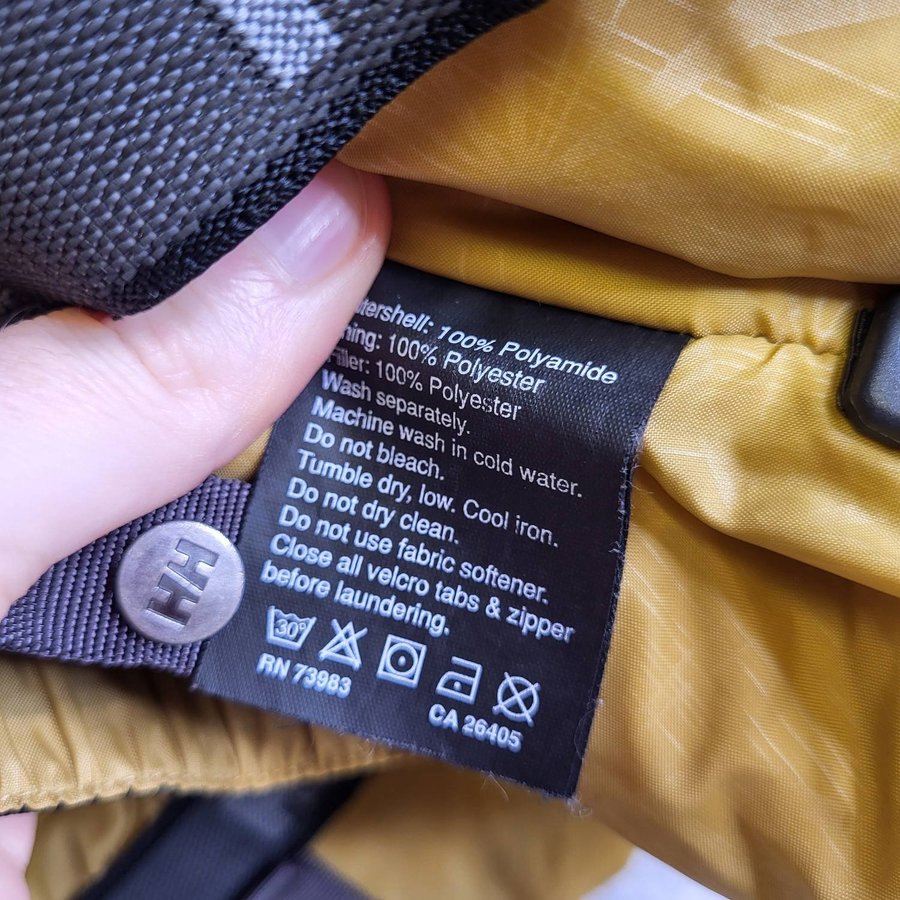 tershell: 100% Polyamide
ning: 100% Polyester
ller: 100% Polyester
Wash separately.
Machine wash in cold water.
Do not bleach.
Tumble dry, low. Cool iron.
Do not dry clean.
Do not use fabric softener.
Close all velcro tabs & zipper
before laundering.
30°
RN 73983
CA 26405
HH